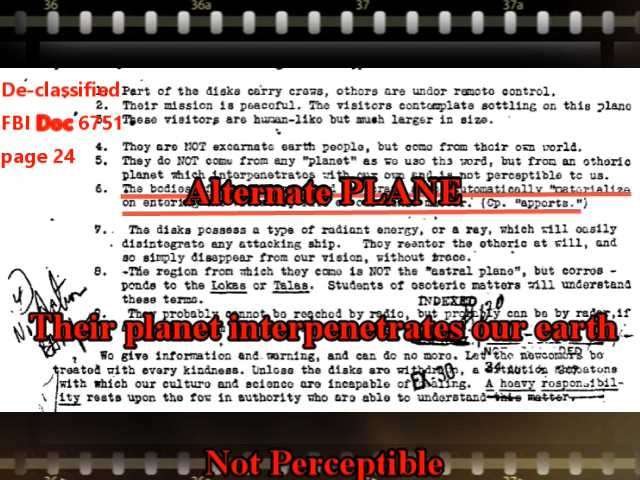 36 36a 37 37a
De-classified
FBI Doc 6751
page 24
1. Part of the disks carry crews, others are under remote control.
2. Their mission is peaceful. The visitors contemplate settling on this plane
3. These visitors are human-like but much larger in size.
4. They are NOT excarnate earth people, but come from their own world.
5. They do NOT come from any "planet" as we use the word, but from an etheric
planet which interpenetrates with our own and is not perceptible to us.
Alternate PLANE
6. The bodies automatically "materialize
on entering matter. (Cp. "apports.")
7. The disks possess a type of radiant energy, or a ray, which will easily
disintegrate any attacking ship. They reenter the etheric at will, and
so simply disappear from our vision, without trace.
8. The region from which they come is NOT the "astral plane", but corres -
ponds to the Lokas or Talas. Students of esoteric matters will understand
these terms.
INDEXED
They probably cannot be reached by radio, but probably can be by radar, if
Their planet interpenetrates our earth
We give information and warning, and can do no more. Let the newcomers be
treated with every kindness. Unless the disks are
with which our culture and science are incapable of
EX-30
A heavy responsibil-
ity rests upon the few in authority who are able to understand this matter.
Not Perceptible